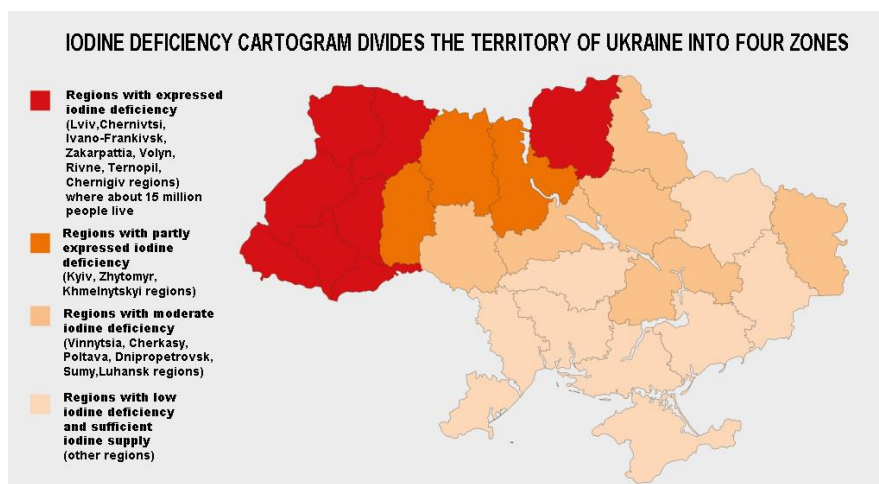 IODINE DEFICIENCY CARTOGRAM DIVIDES THE TERRITORY OF UKRAINE INTO FOUR ZONES
Regions with expressed
iodine deficiency
(Lviv,Chernivtsi,
Ivano-Frankivsk,
Zakarpattia, Volyn,
Rivne, Ternopil,
Chernigiv regions)
where about 15 million
people live
Regions with partly
expressed iodine
deficiency
(Kyiv, Zhytomyr,
Khmelnytskyi regions)
Regions with moderate
iodine deficiency
(Vinnytsia, Cherkasy,
Poltava, Dnipropetrovsk,
Sumy,Luhansk regions)
Regions with low
iodine deficiency
and sufficient
iodine supply
(other regions)